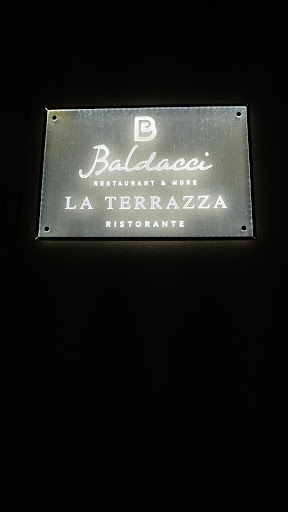 B
Baldacci
RESTAURANT & MORE
LA TERRAZZA
RISTORANTE